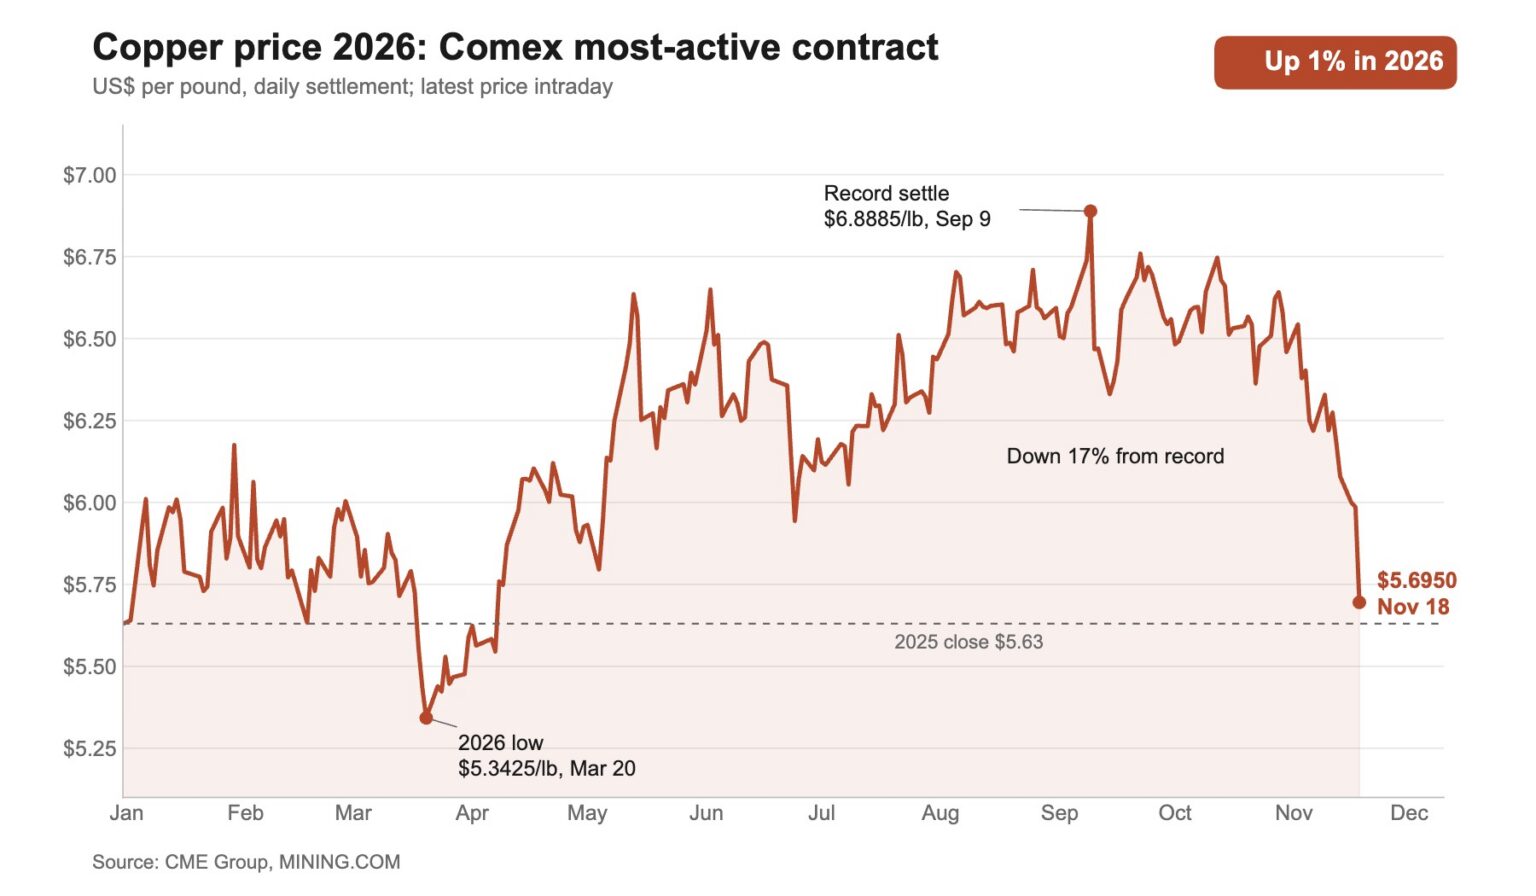 Copper price 2026: Comex most-active contract
Up 1% in 2026
US$ per pound, daily settlement; latest price intraday
$7.00
Record settle
$6.8885/lb, Sep 9
$6.75
$6.50
$6.25
Down 17% from record
$6.00
$5.75
$5.6950
Nov 18
2025 close $5.63
$5.50
$5.25
2026 low
$5.3425/lb, Mar 20
Jan Feb Mar Apr May Jun Jul Aug Sep Oct Nov Dec
Source: CME Group, MINING.COM